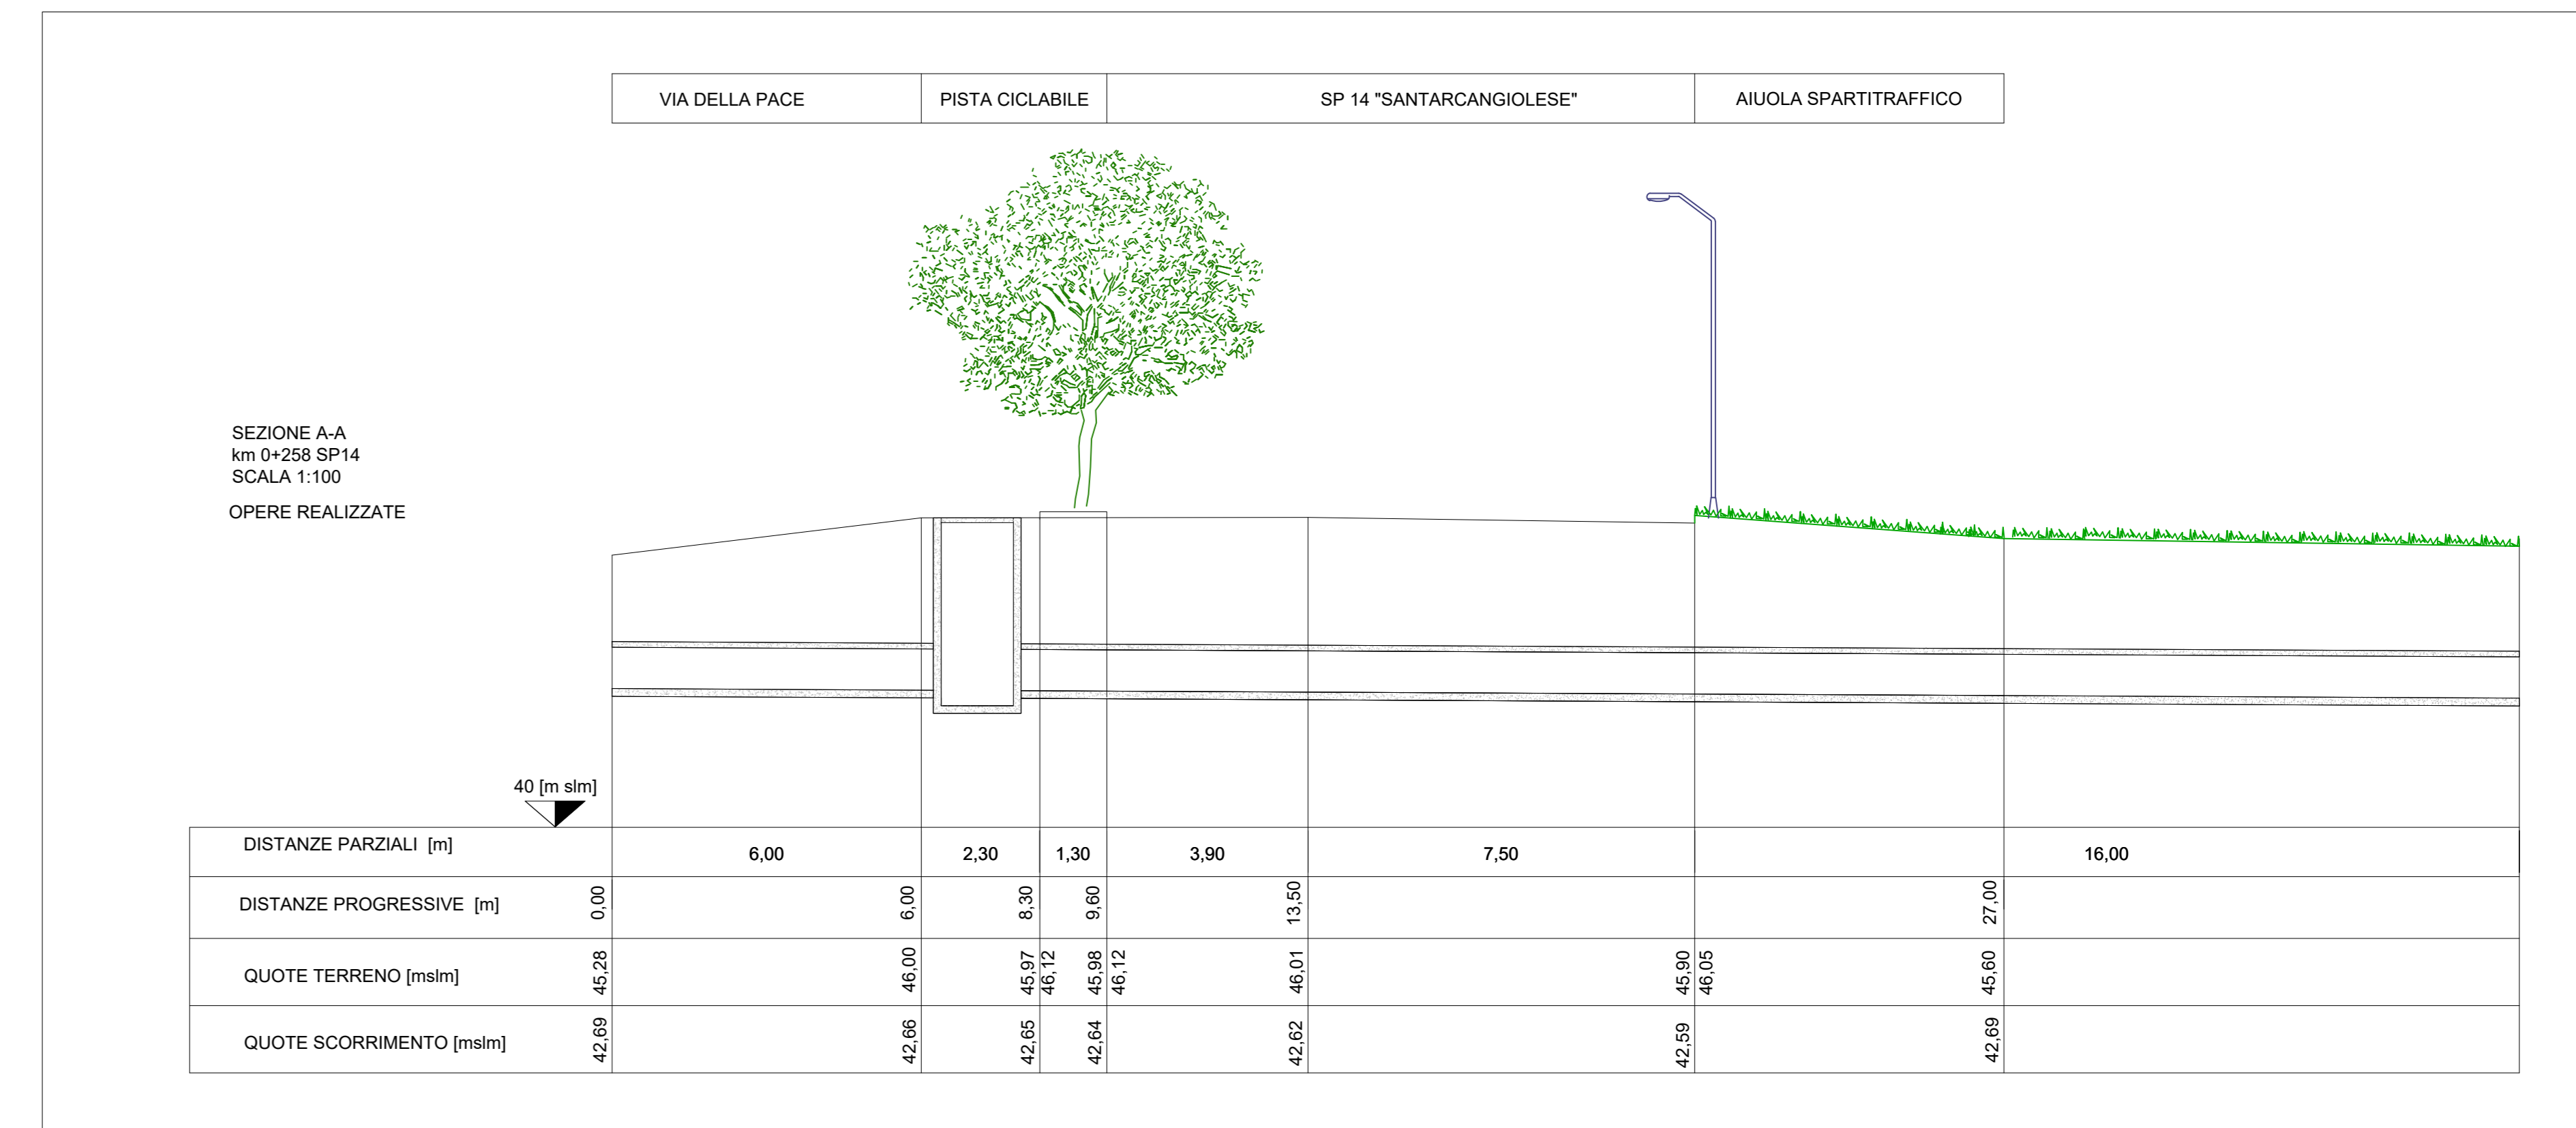 VIA DELLA PACE PISTA CICLABILE SP 14 "SANTARCANGIOLESE" AIUOLA SPARTITRAFFICO
SEZIONE A-A
km 0+258 SP14
SCALA 1:100
OPERE REALIZZATE
40 [m slm]
DISTANZE PARZIALI [m] 6,00 2,30 1,30 3,90 7,50 16,00
DISTANZE PROGRESSIVE [m] 0,00 6,00 8,30 9,60 13,50 27,00
QUOTE TERRENO [mslm] 45,28 46,00 45,97 46,12 45,98 46,12 46,01 45,90 46,05 45,60
QUOTE SCORRIMENTO [mslm] 42,69 42,66 42,65 42,64 42,62 42,59 42,69